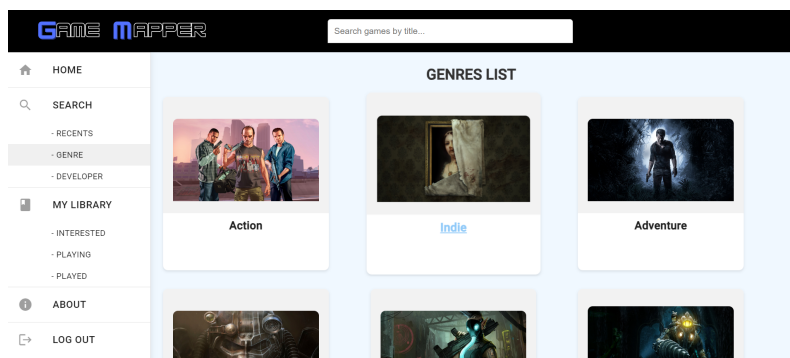 GAME MAPPER
Search games by title...
HOME
SEARCH
- RECENTS
- GENRE
- DEVELOPER
MY LIBRARY
- INTERESTED
- PLAYING
- PLAYED
ABOUT
LOG OUT
GENRES LIST
Action
Indie
Adventure